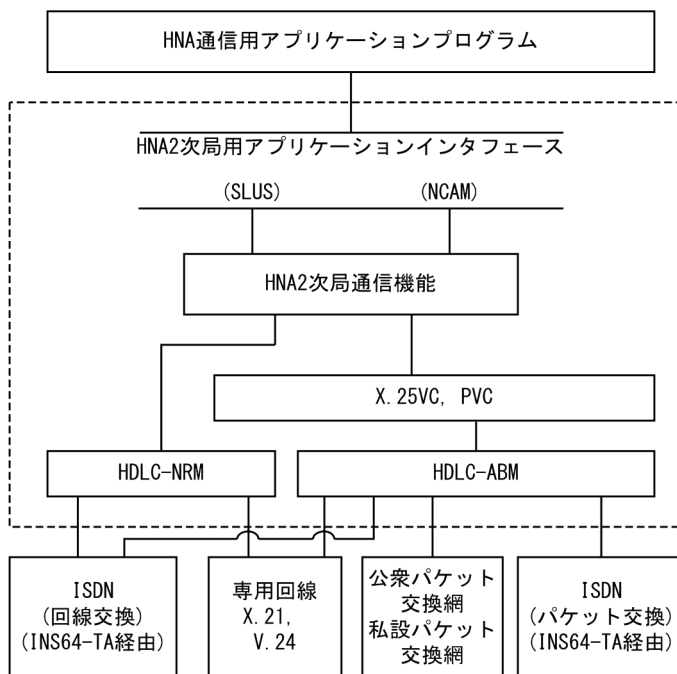 HNA通信用アプリケーションプログラム
HNA2次局用アプリケーションインタフェース
(SLUS)
(NCAM)
HNA2次局通信機能
X.25VC, PVC
HDLC-NRM
HDLC-ABM
ISDN
(回線交換)
(INS64-TA経由)
専用回線
X.21,
V.24
公衆パケット
交換網
私設パケット
交換網
ISDN
(パケット交換)
(INS64-TA経由)